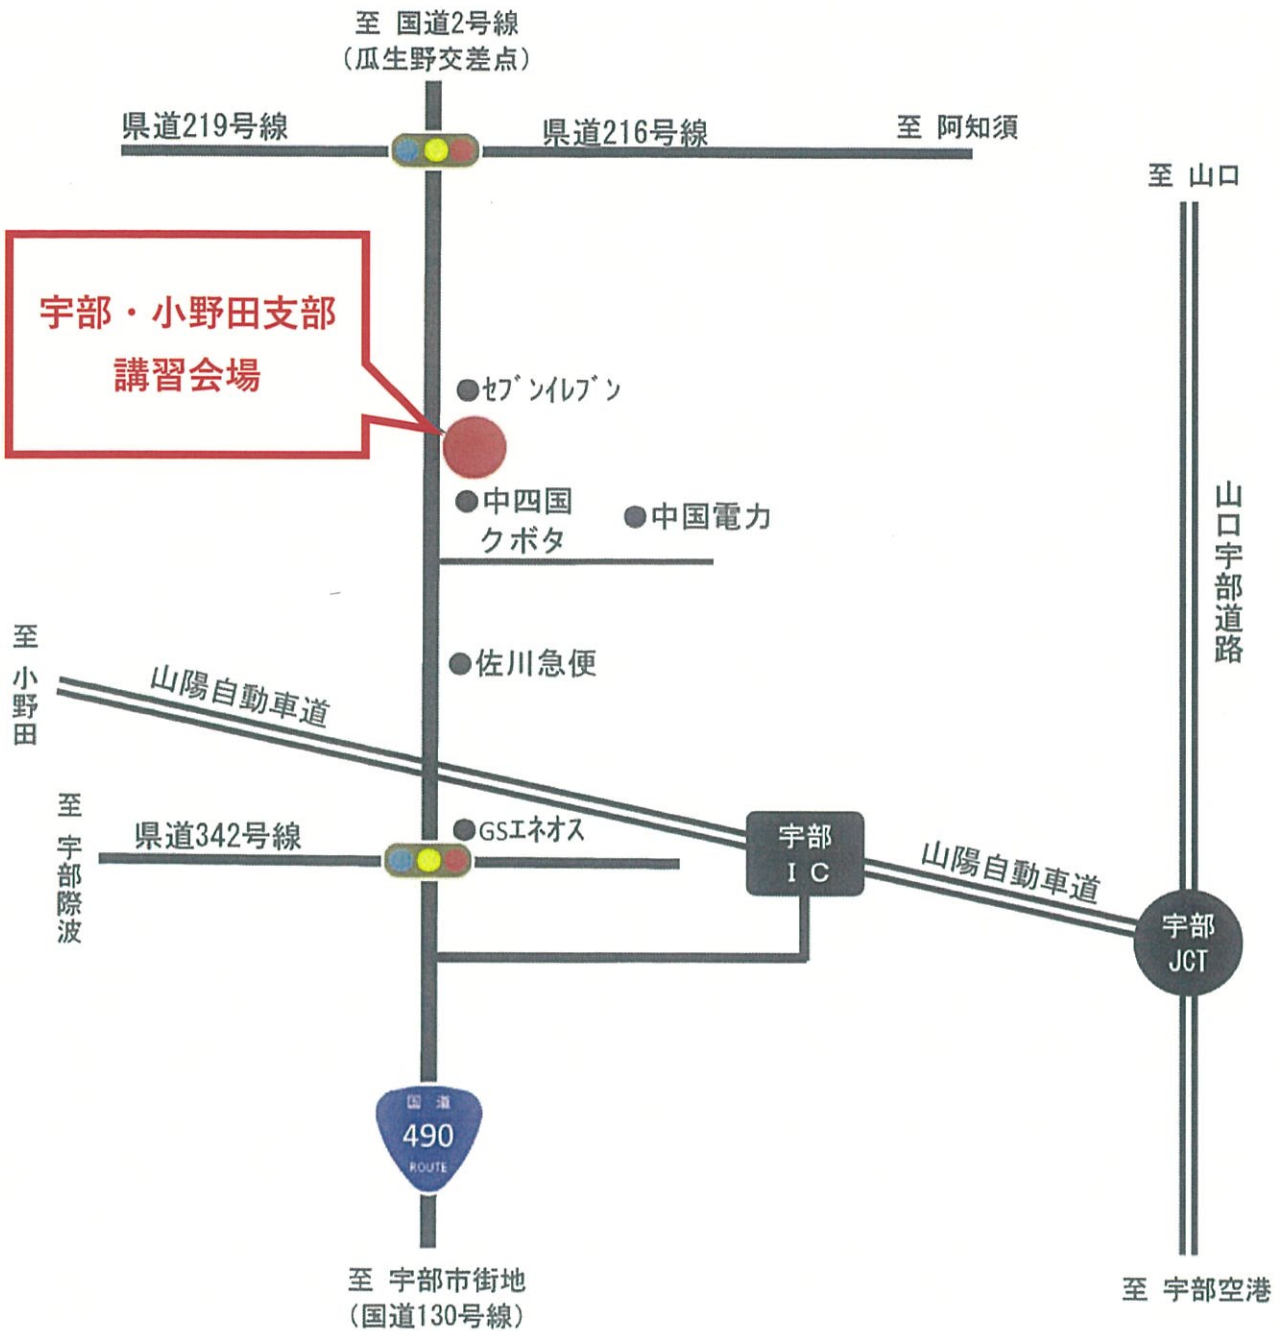 至 国道2号線
(瓜生野交差点)
県道219号線
県道216号線
至 阿知須
至 山口
宇部・小野田支部
講習会場
セブンイレブン
中四国
クボタ
中国電力
山口宇部道路
至 小野田
佐川急便
山陽自動車道
至 宇部際波
県道342号線
GSエネオス
宇部
IC
山陽自動車道
宇部
JCT
国道
490
ROUTE
至 宇部市街地
(国道130号線)
至 宇部空港